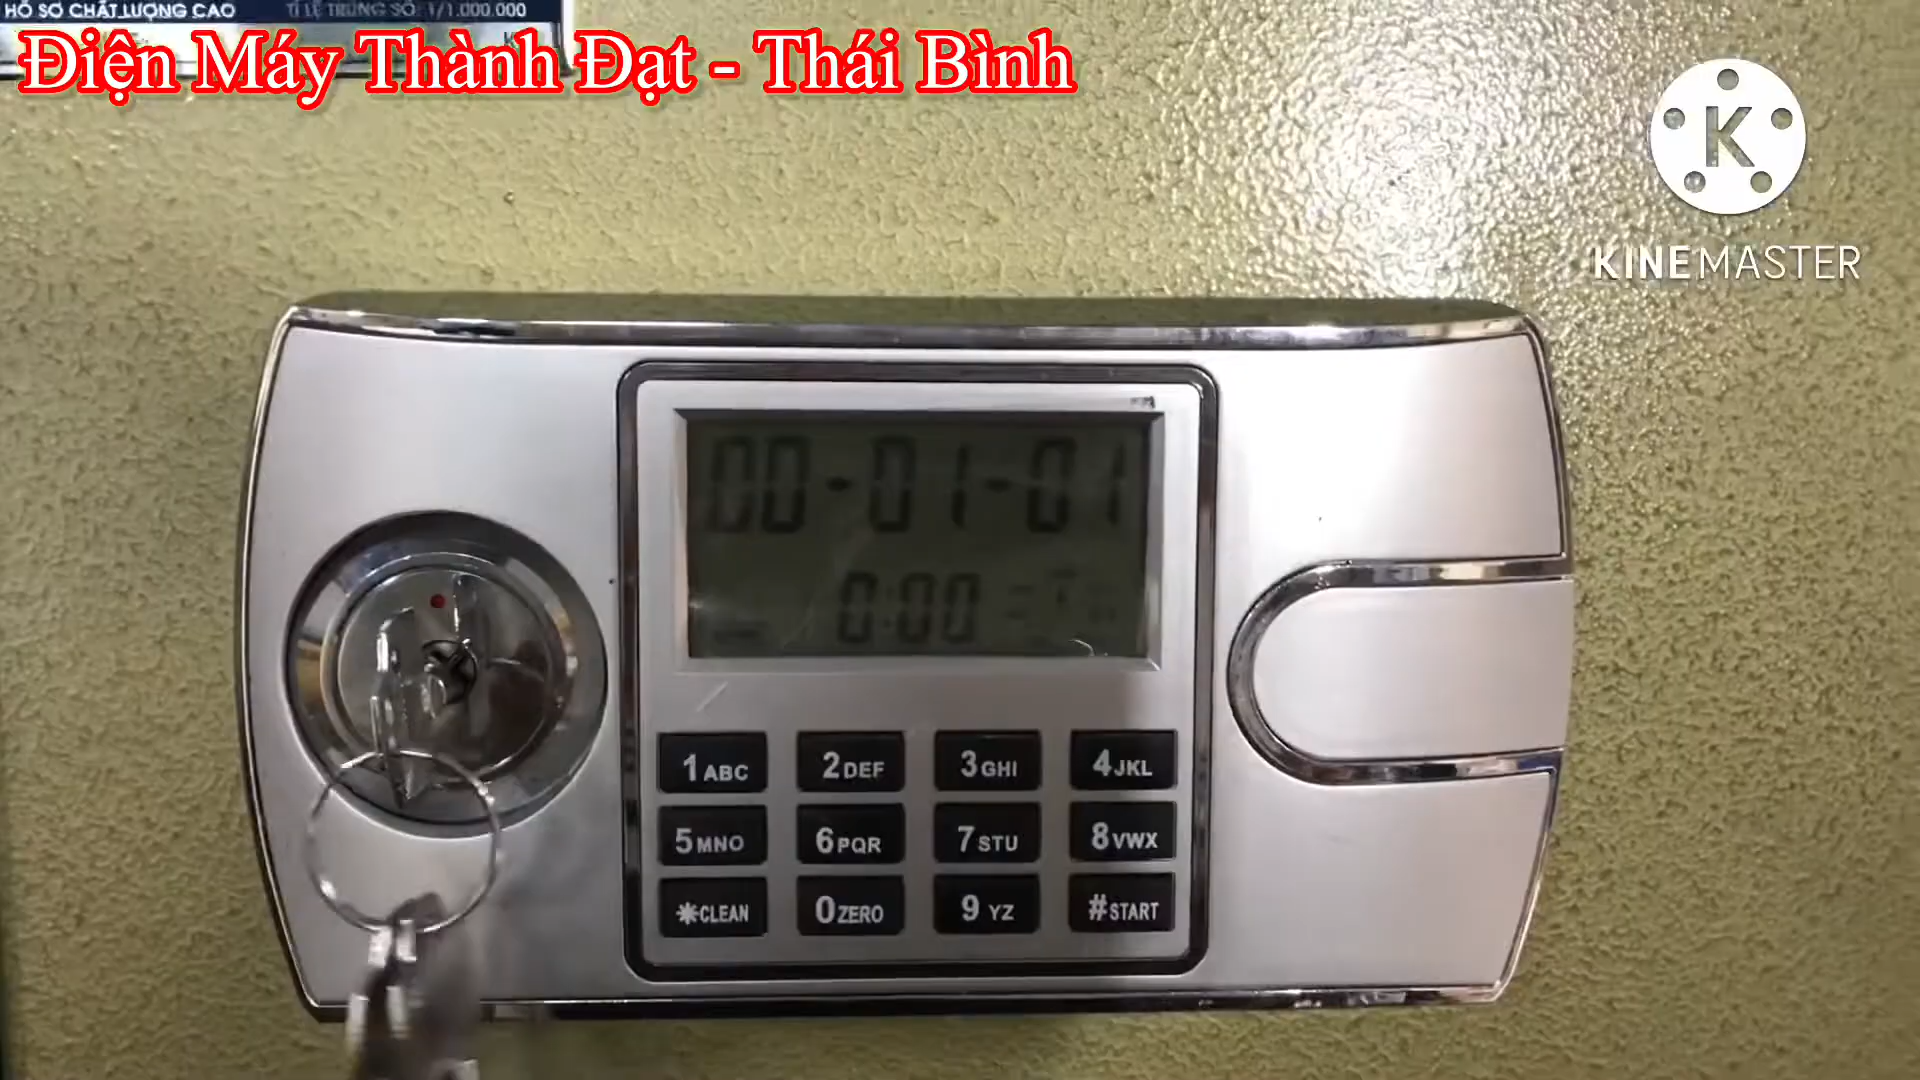 HỒ SƠ CHẤT LƯỢNG CAO TỈ LỆ TRÙNG SỐ: 1/1.000.000
Điện Máy Thành Đạt - Thái Bình
K
KINEMASTER
00-01-01
0:00
1ABC 2DEF 3GHI 4JKL
5MNO 6PQR 7STU 8VWX
*CLEAN 0ZERO 9 YZ #START